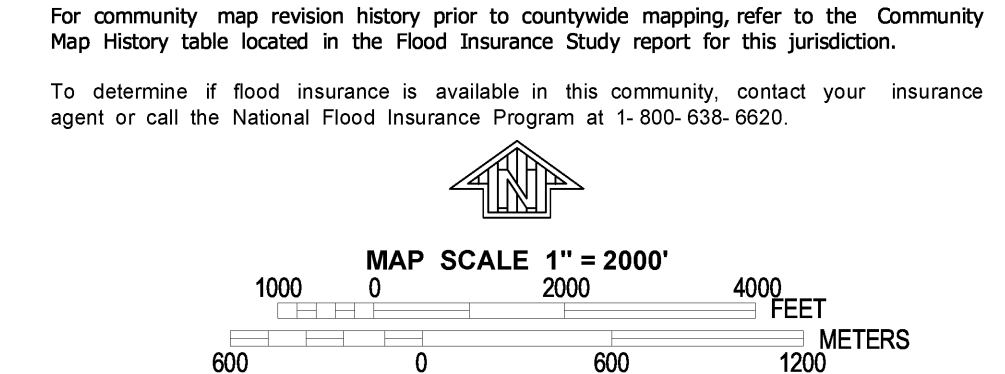 For community map revision history prior to countywide mapping, refer to the Community
Map History table located in the Flood Insurance Study report for this jurisdiction.
To determine if flood insurance is available in this community, contact your insurance
agent or call the National Flood Insurance Program at 1- 800- 638- 6620.
N
MAP SCALE 1" = 2000'
1000 0 2000 4000
FEET
METERS
600 0 600 1200